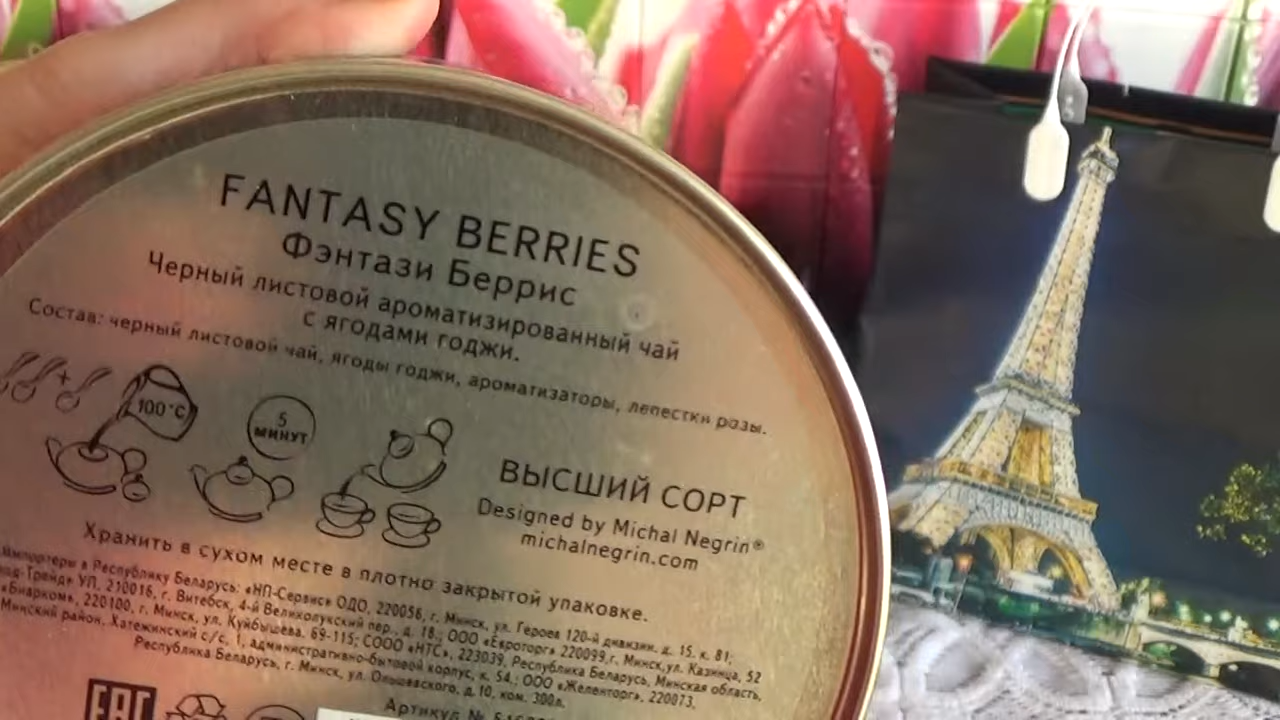 FANTASY BERRIES
Фэнтази Беррис
Черный листовой ароматизированный чай
с ягодами годжи.
Состав: черный листовой чай, ягоды годжи, ароматизаторы, лепестки розы.
100°C
5
МИНУТ
ВЫСШИЙ СОРТ
Designed by Michal Negrin®
michalnegrin.com
Хранить в сухом месте в плотно закрытой упаковке.
Импортеры в Республику Беларусь: «НП-Сервис» ОДО, 220056, г. Минск, ул. Героев 120-й дивизии, д. 15, к. 81;
УП, 210016, г. Витебск, 4-й Великолукский пер., д. 18; ООО «Евроторг» 220099, г. Минск, ул. Казинца, 52
«Биарком», 220100, г. Минск, ул. Куйбышева, 69-115; СООО «НТС», 223039, Республика Беларусь, Минская область,
Минский район, Хатежинский с/с, 1, административно-бытовой корпус, к. 54; ООО «Желенторг», 220073,
Республика Беларусь, г. Минск, ул. Ольшевского, д. 10, ком. 300л.
Артикул №
EAC